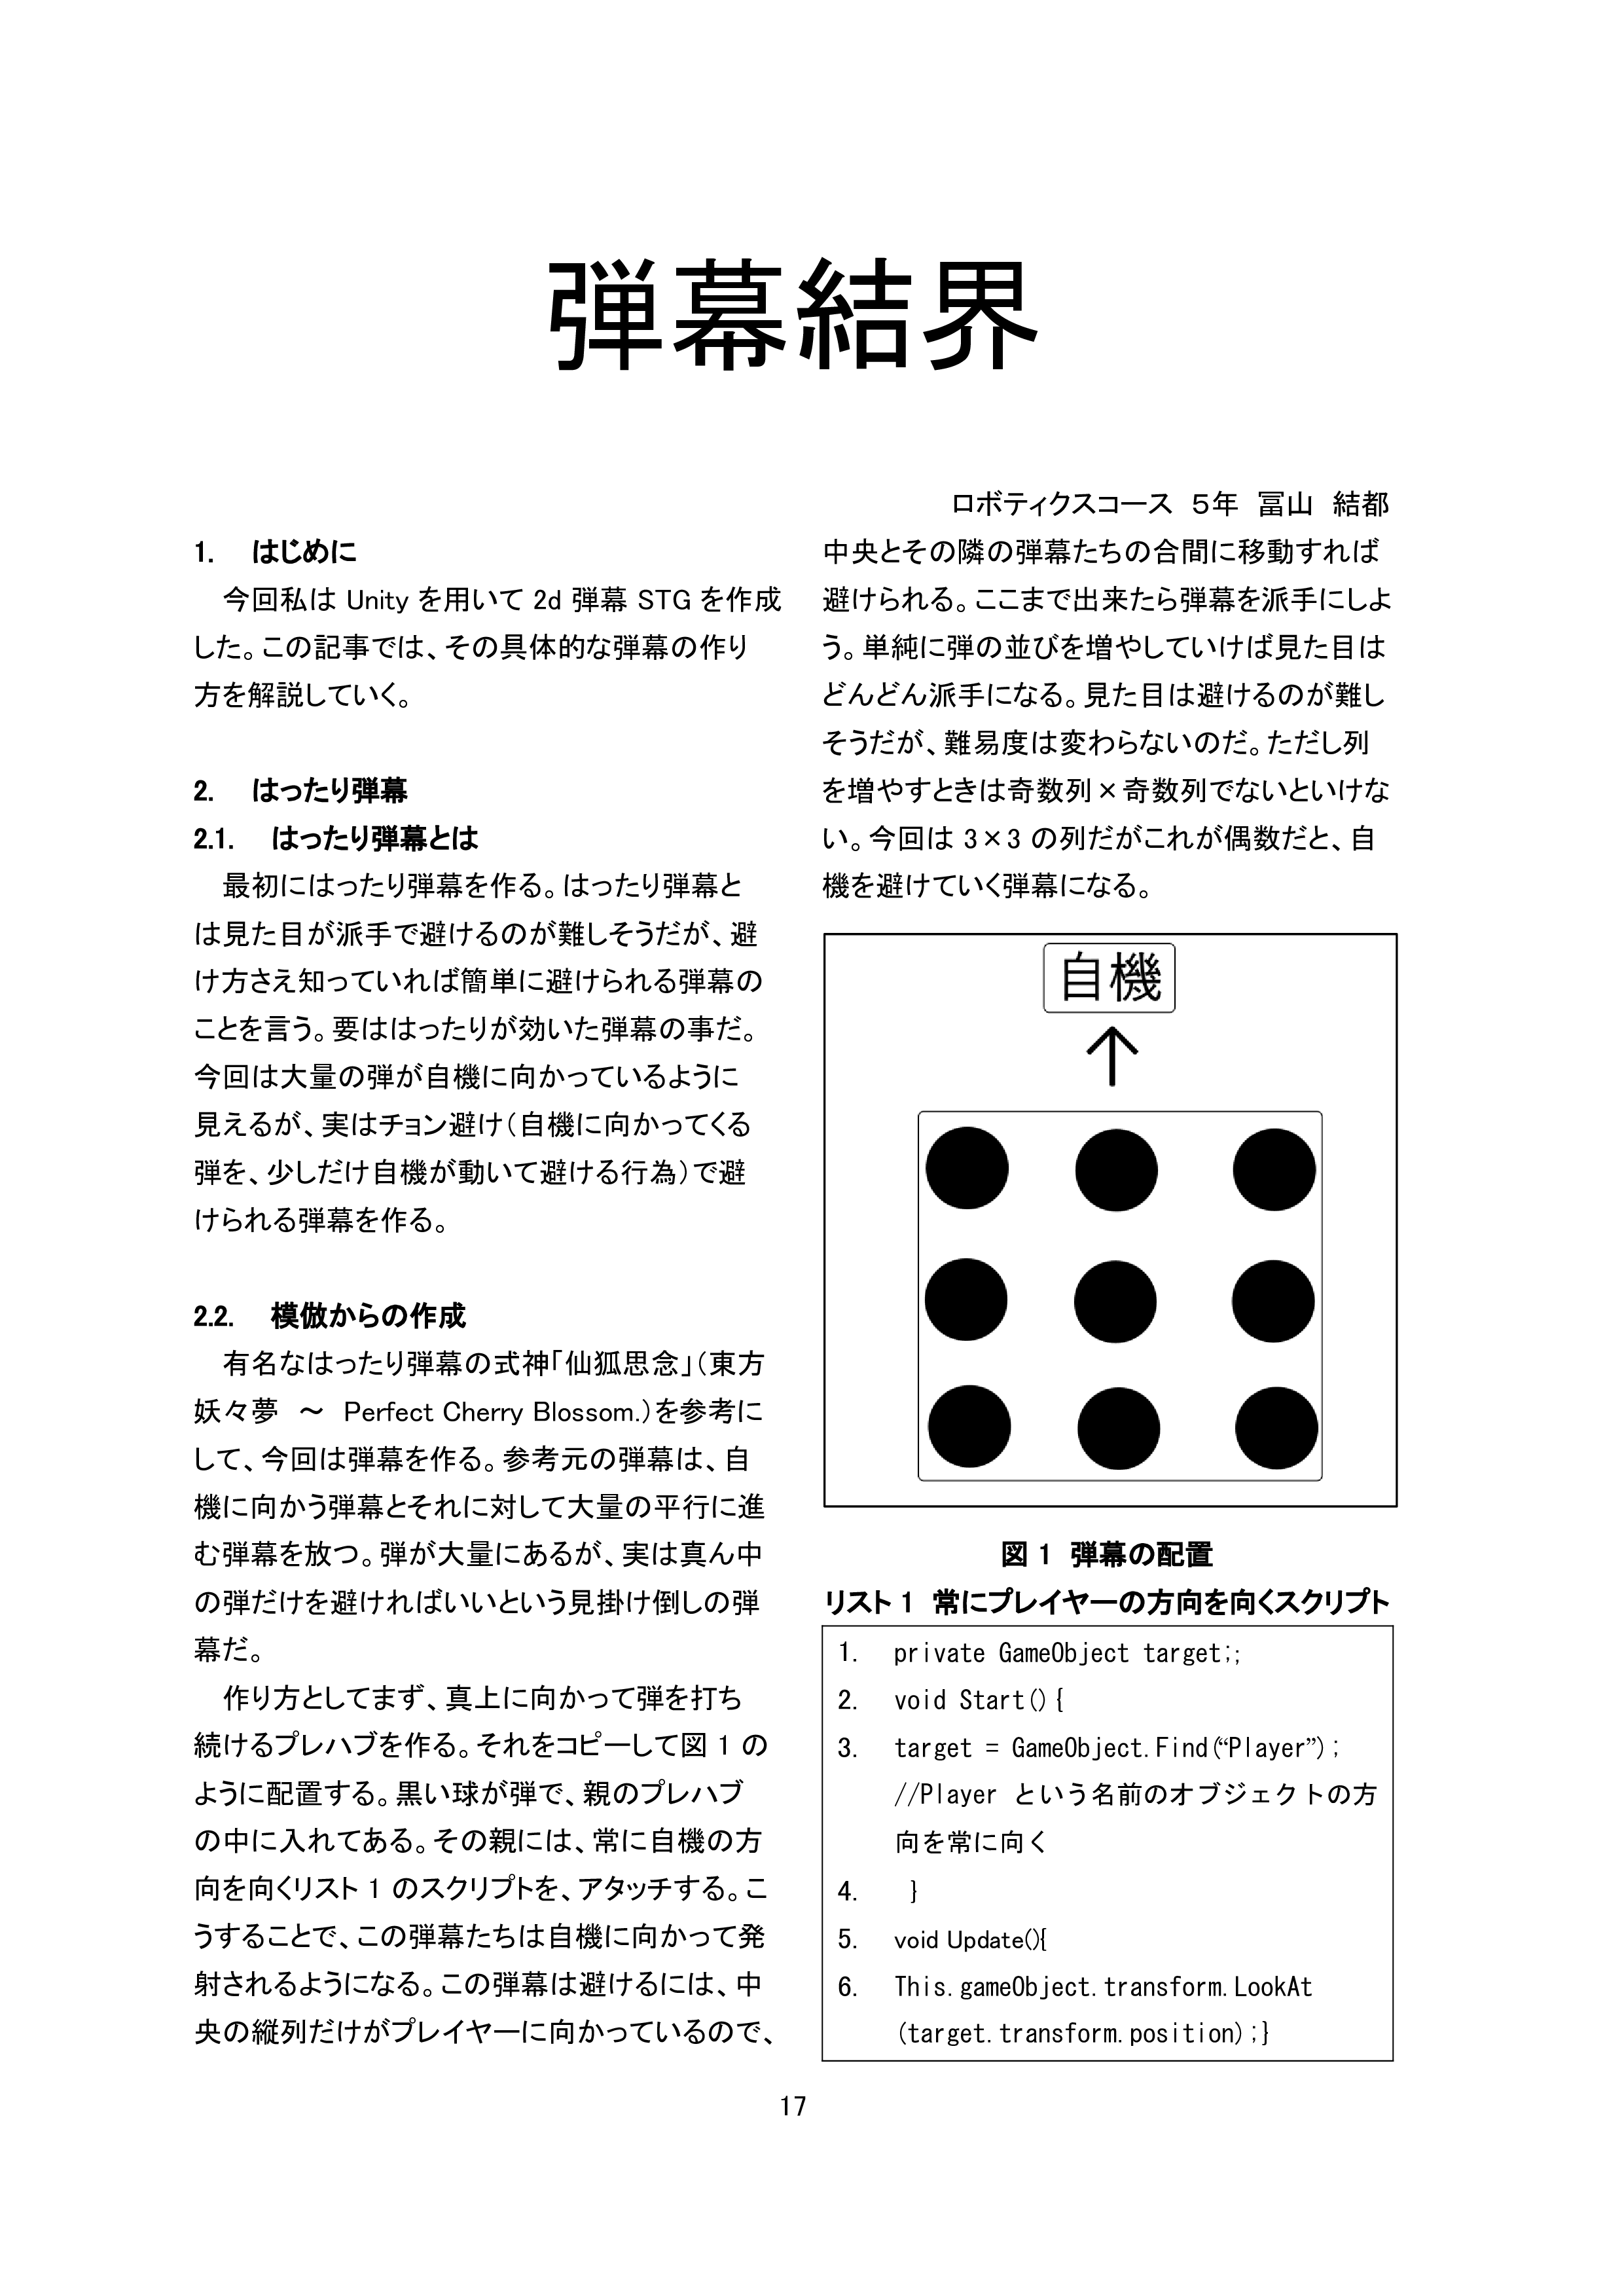 弾幕結界
ロボティクスコース 5年 冨山 結都
1. はじめに
今回私は Unity を用いて 2d 弾幕 STG を作成
した。この記事では、その具体的な弾幕の作り
方を解説していく。
2. はったり弾幕
2.1. はったり弾幕とは
最初にはったり弾幕を作る。はったり弾幕と
は見た目が派手で避けるのが難しそうだが、避
け方さえ知っていれば簡単に避けられる弾幕の
ことを言う。要ははったりが効いた弾幕の事だ。
今回は大量の弾が自機に向かっているように
見えるが、実はチョン避け（自機に向かってくる
弾を、少しだけ自機が動いて避ける行為）で避
けられる弾幕を作る。
2.2. 模倣からの作成
有名なはったり弾幕の式神「仙狐思念」（東方
妖々夢 ～ Perfect Cherry Blossom.）を参考に
して、今回は弾幕を作る。参考元の弾幕は、自
機に向かう弾幕とそれに対して大量の平行に進
む弾幕を放つ。弾が大量にあるが、実は真ん中
の弾だけを避ければいいという見掛け倒しの弾
幕だ。
作り方としてまず、真上に向かって弾を打ち
続けるプレハブを作る。それをコピーして図 1 の
ように配置する。黒い球が弾で、親のプレハブ
の中に入れてある。その親には、常に自機の方
向を向くリスト 1 のスクリプトを、アタッチする。こ
うすることで、この弾幕たちは自機に向かって発
射されるようになる。この弾幕は避けるには、中
央の縦列だけがプレイヤーに向かっているので、
中央とその隣の弾幕たちの合間に移動すれば
避けられる。ここまで出来たら弾幕を派手にしよ
う。単純に弾の並びを増やしていけば見た目は
どんどん派手になる。見た目は避けるのが難し
そうだが、難易度は変わらないのだ。ただし列
を増やすときは奇数列×奇数列でないといけな
い。今回は 3×3 の列だがこれが偶数だと、自
機を避けていく弾幕になる。
自機
↑
図 1 弾幕の配置
リスト 1 常にプレイヤーの方向を向くスクリプト
1. private GameObject target;;
2. void Start() {
3. target = GameObject.Find(“Player”);
//Player という名前のオブジェクトの方
向を常に向く
4. }
5. void Update(){
6. This.gameObject.transform.LookAt
(target.transform.position);}
17